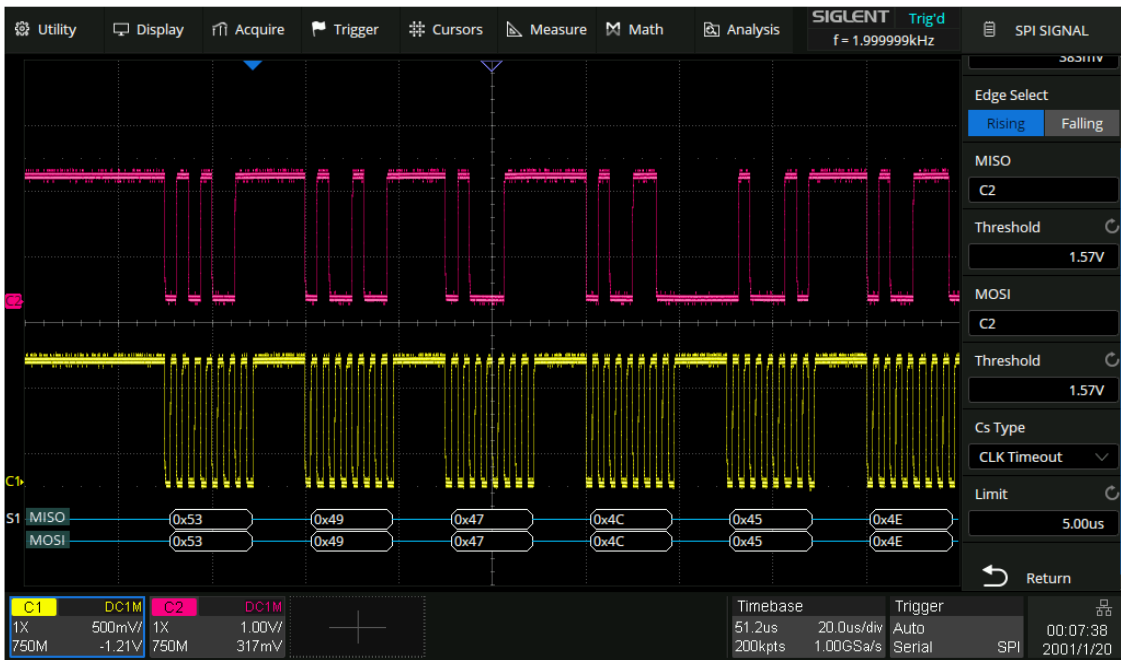 Utility Display Acquire Trigger Cursors Measure Math Analysis SIGLENT Trig'd
f = 1.999999kHz
SPI SIGNAL
383mV
Edge Select
Rising Falling
MISO
C2
Threshold
1.57V
MOSI
C2
Threshold
1.57V
Cs Type
CLK Timeout
Limit
5.00us
Return
C2
C1
S1 MISO 0x53 0x49 0x47 0x4C 0x45 0x4E
MOSI 0x53 0x49 0x47 0x4C 0x45 0x4E
C1 DC1M C2 DC1M Timebase Trigger
1X 500mV/ 1X 1.00V/ 51.2us 20.0us/div Auto 00:07:38
750M -1.21V 750M 317mV 200kpts 1.00GSa/s Serial SPI 2001/1/20